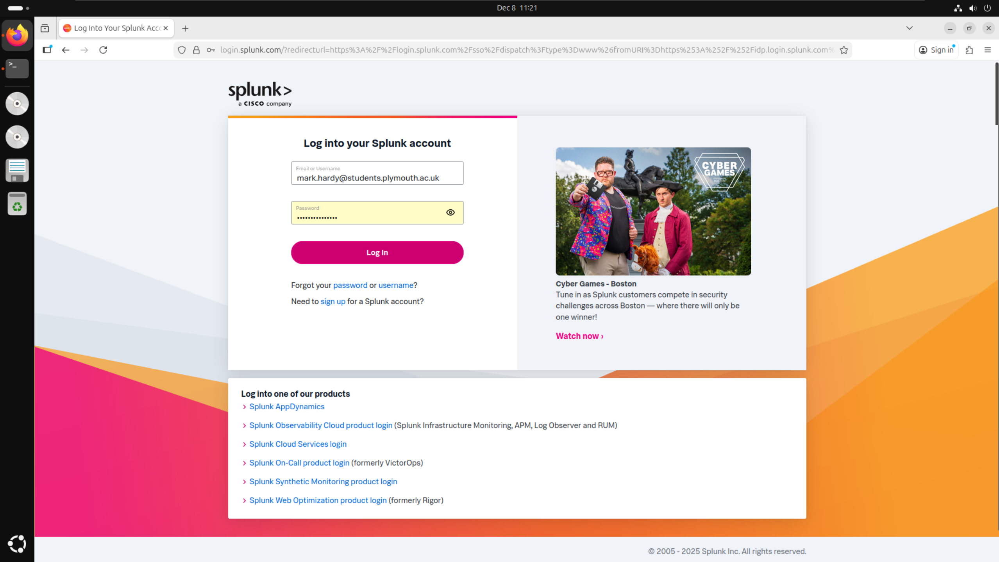 Dec 8 11:21
Log Into Your Splunk Acc
login.splunk.com/?redirecturl=https%3A%2F%2Flogin.splunk.com%2Fsso%2Fdispatch%3Ftype%3Dwww%26fromURI%3Dhttps%253A%252F%252Fidp.login.splunk.com%
Sign in
splunk>
a CISCO company
Log into your Splunk account
Email or Username
mark.hardy@students.plymouth.ac.uk
Password
•••••••••••••••
Log In
Forgot your password or username?
Need to sign up for a Splunk account?
CYBER
GAMES
BOSTON
Cyber Games - Boston
Tune in as Splunk customers compete in security
challenges across Boston — where there will only be
one winner!
Watch now ›
Log into one of our products
Splunk AppDynamics
Splunk Observability Cloud product login (Splunk Infrastructure Monitoring, APM, Log Observer and RUM)
Splunk Cloud Services login
Splunk On-Call product login (formerly VictorOps)
Splunk Synthetic Monitoring product login
Splunk Web Optimization product login (formerly Rigor)
© 2005 - 2025 Splunk Inc. All rights reserved.